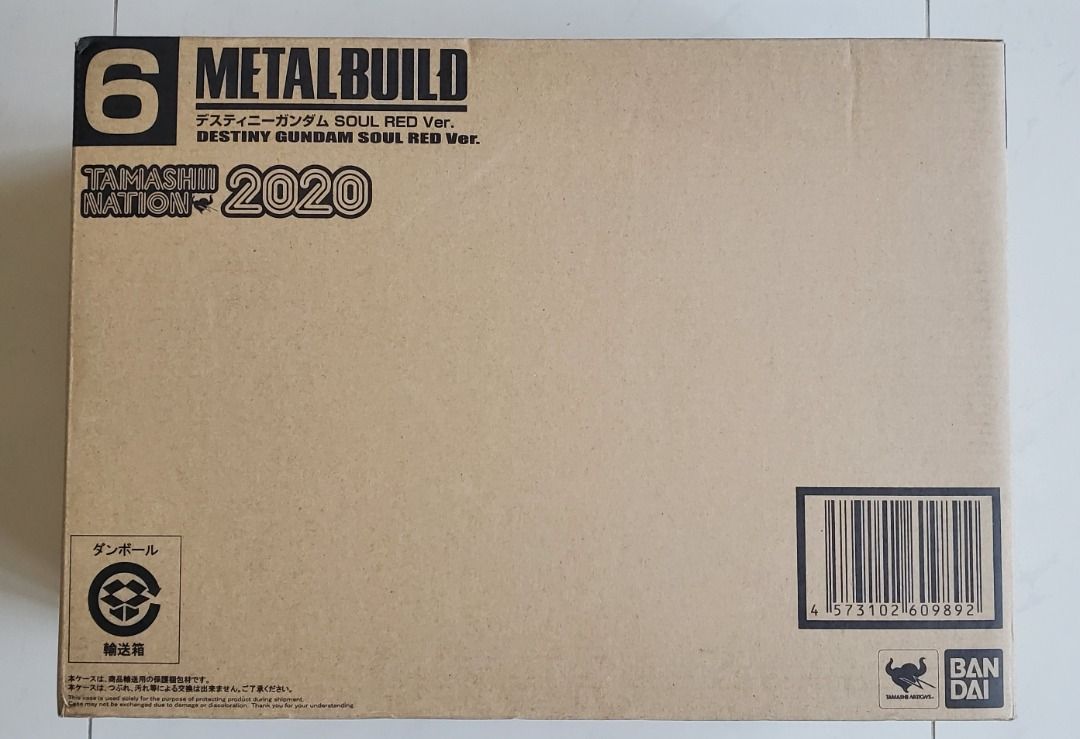 6
METALBUILD
デスティニーガンダム SOUL RED Ver.
DESTINY GUNDAM SOUL RED Ver.
TAMASHII
NATION 2020
ダンボール
輸送箱
4 573102 609892
本ケースは、商品輸送用の保護梱包材です。
本ケースは、つぶれ、汚れ等による交換は出来ません。ご了承ください。
This case is used solely for the purpose of protecting product during shipment.
Case may not be exchanged due to damage or discoloration. Thank you for your understanding.
TAMASHII NATIONS
BAN
DAI